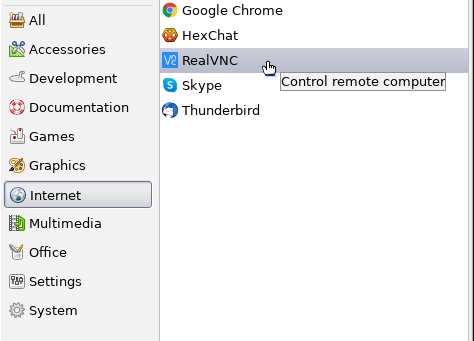 All
Accessories
Development
Documentation
Games
Graphics
Internet
Multimedia
Office
Settings
System
Google Chrome
HexChat
RealVNC
Control remote computer
Skype
Thunderbird